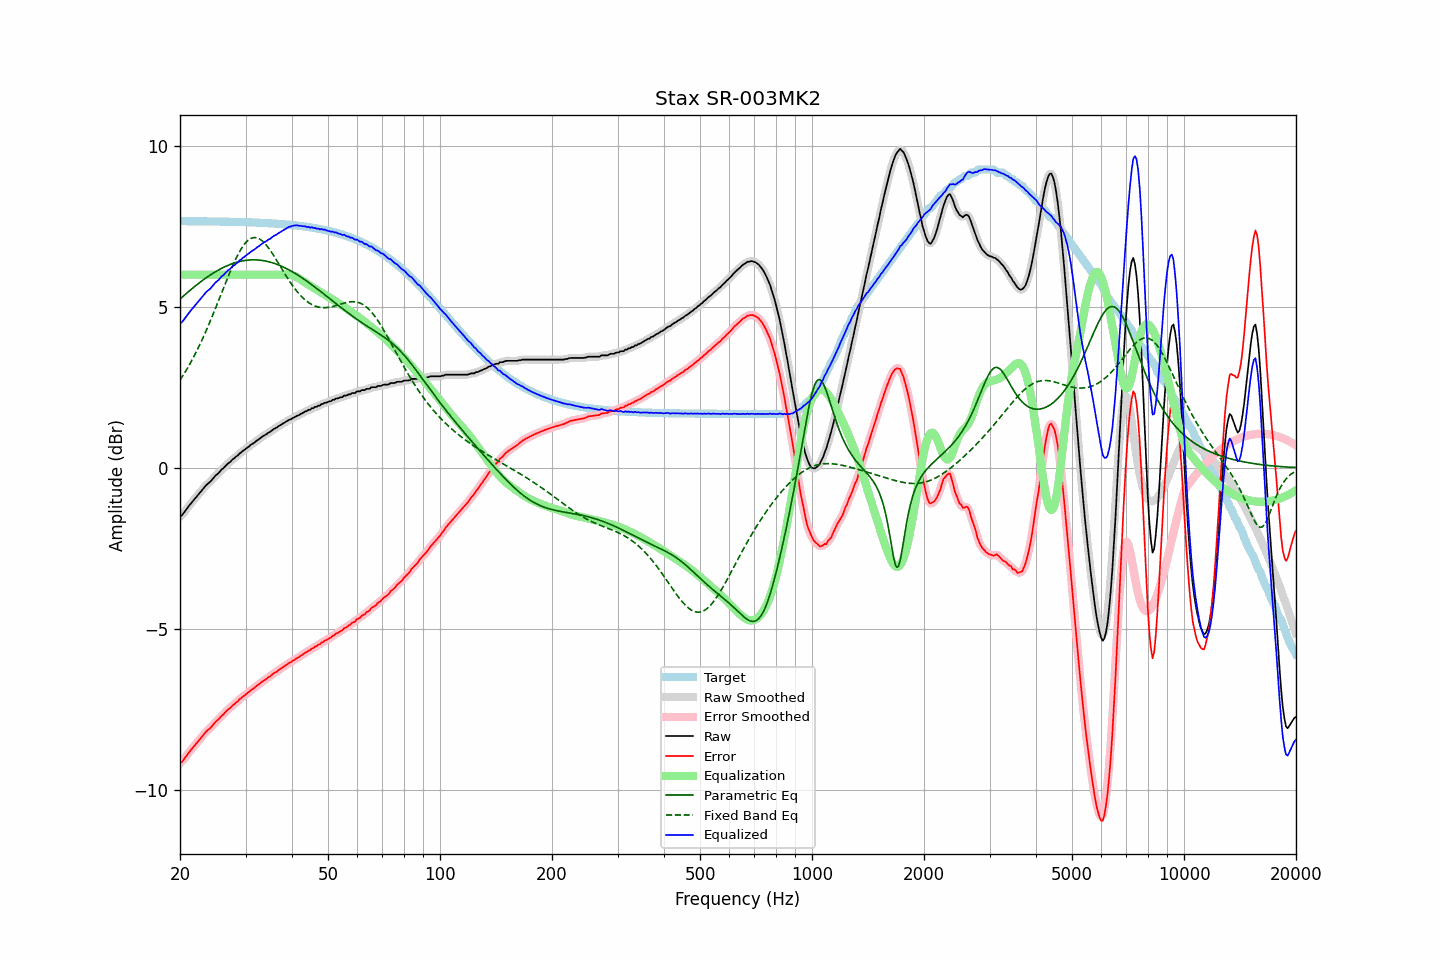 Stax SR-003MK2
Amplitude (dBr)
10
5
0
−5
−10
20
50
100
200
500
1000
2000
5000
10000
20000
Frequency (Hz)
Target
Raw Smoothed
Error Smoothed
Raw
Error
Equalization
Parametric Eq
Fixed Band Eq
Equalized